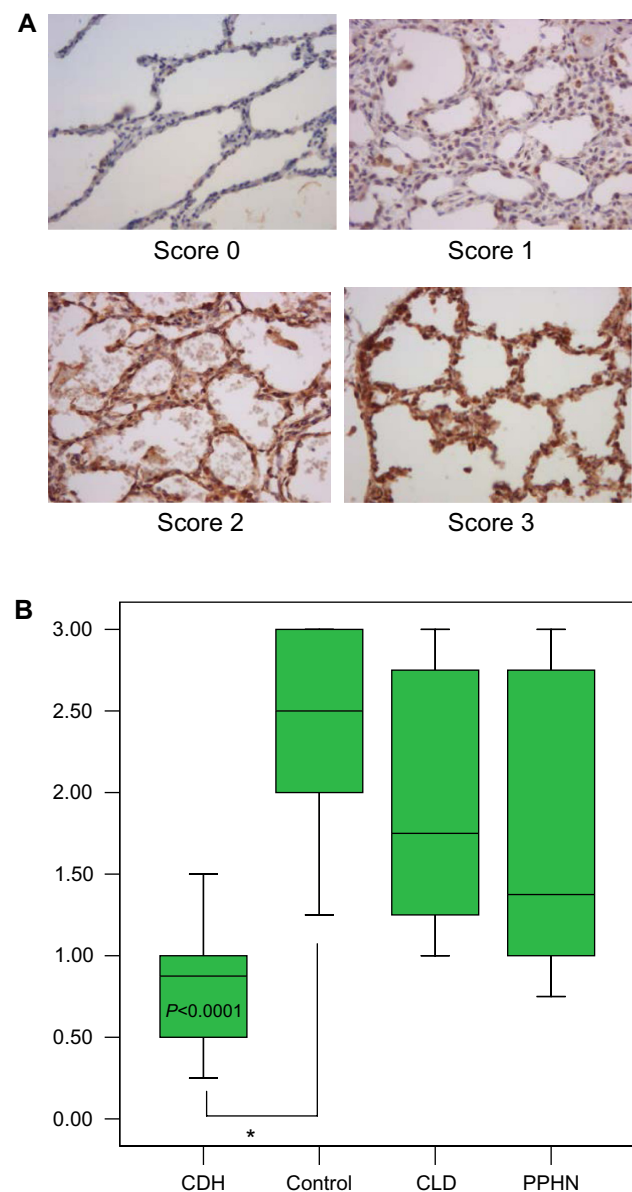 A
Score 0 Score 1
Score 2 Score 3
B
3.00
2.50
2.00
1.50
1.00
P<0.0001
0.50
0.00
*
CDH Control CLD PPHN